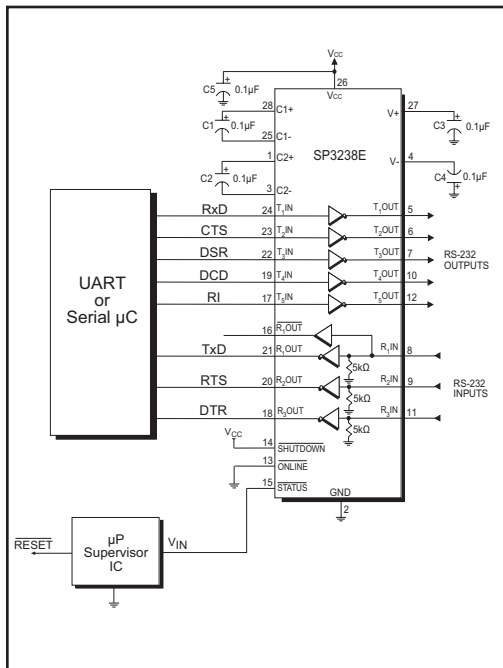 VCC
26
VCC
C5 + 0.1µF
28 C1+
C1 + 0.1µF
25 C1-
1 C2+
C2 + 0.1µF
3 C2-
SP3238E
27 V+
C3 + 0.1µF
4 V-
C4 0.1µF +
UART
or
Serial µC
RxD 24 T1IN T1OUT 5
CTS 23 T2IN T2OUT 6
DSR 22 T3IN T3OUT 7
DCD 19 T4IN T4OUT 10
RI 17 T5IN T5OUT 12
RS-232
OUTPUTS
16 R1OUT
TxD 21 R1OUT R1IN 8
5kΩ
RTS 20 R2OUT R2IN 9
5kΩ
DTR 18 R3OUT R3IN 11
5kΩ
RS-232
INPUTS
VCC
14 SHUTDOWN
13 ONLINE
15 STATUS
GND
2
RESET
µP
Supervisor
IC
VIN